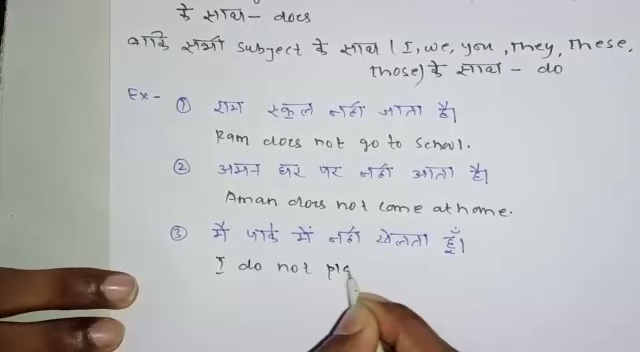 के साथ - does
बाकि सभी subject के साथ (I, we, you, They, These,
Those) के साथ - do
Ex- ① राम स्कूल नहीं जाता है।
Ram does not go to school.
② अमन घर पर नहीं आता है।
Aman does not come at home.
③ मैं पार्क में नहीं खेलता हूँ।
I do not pla